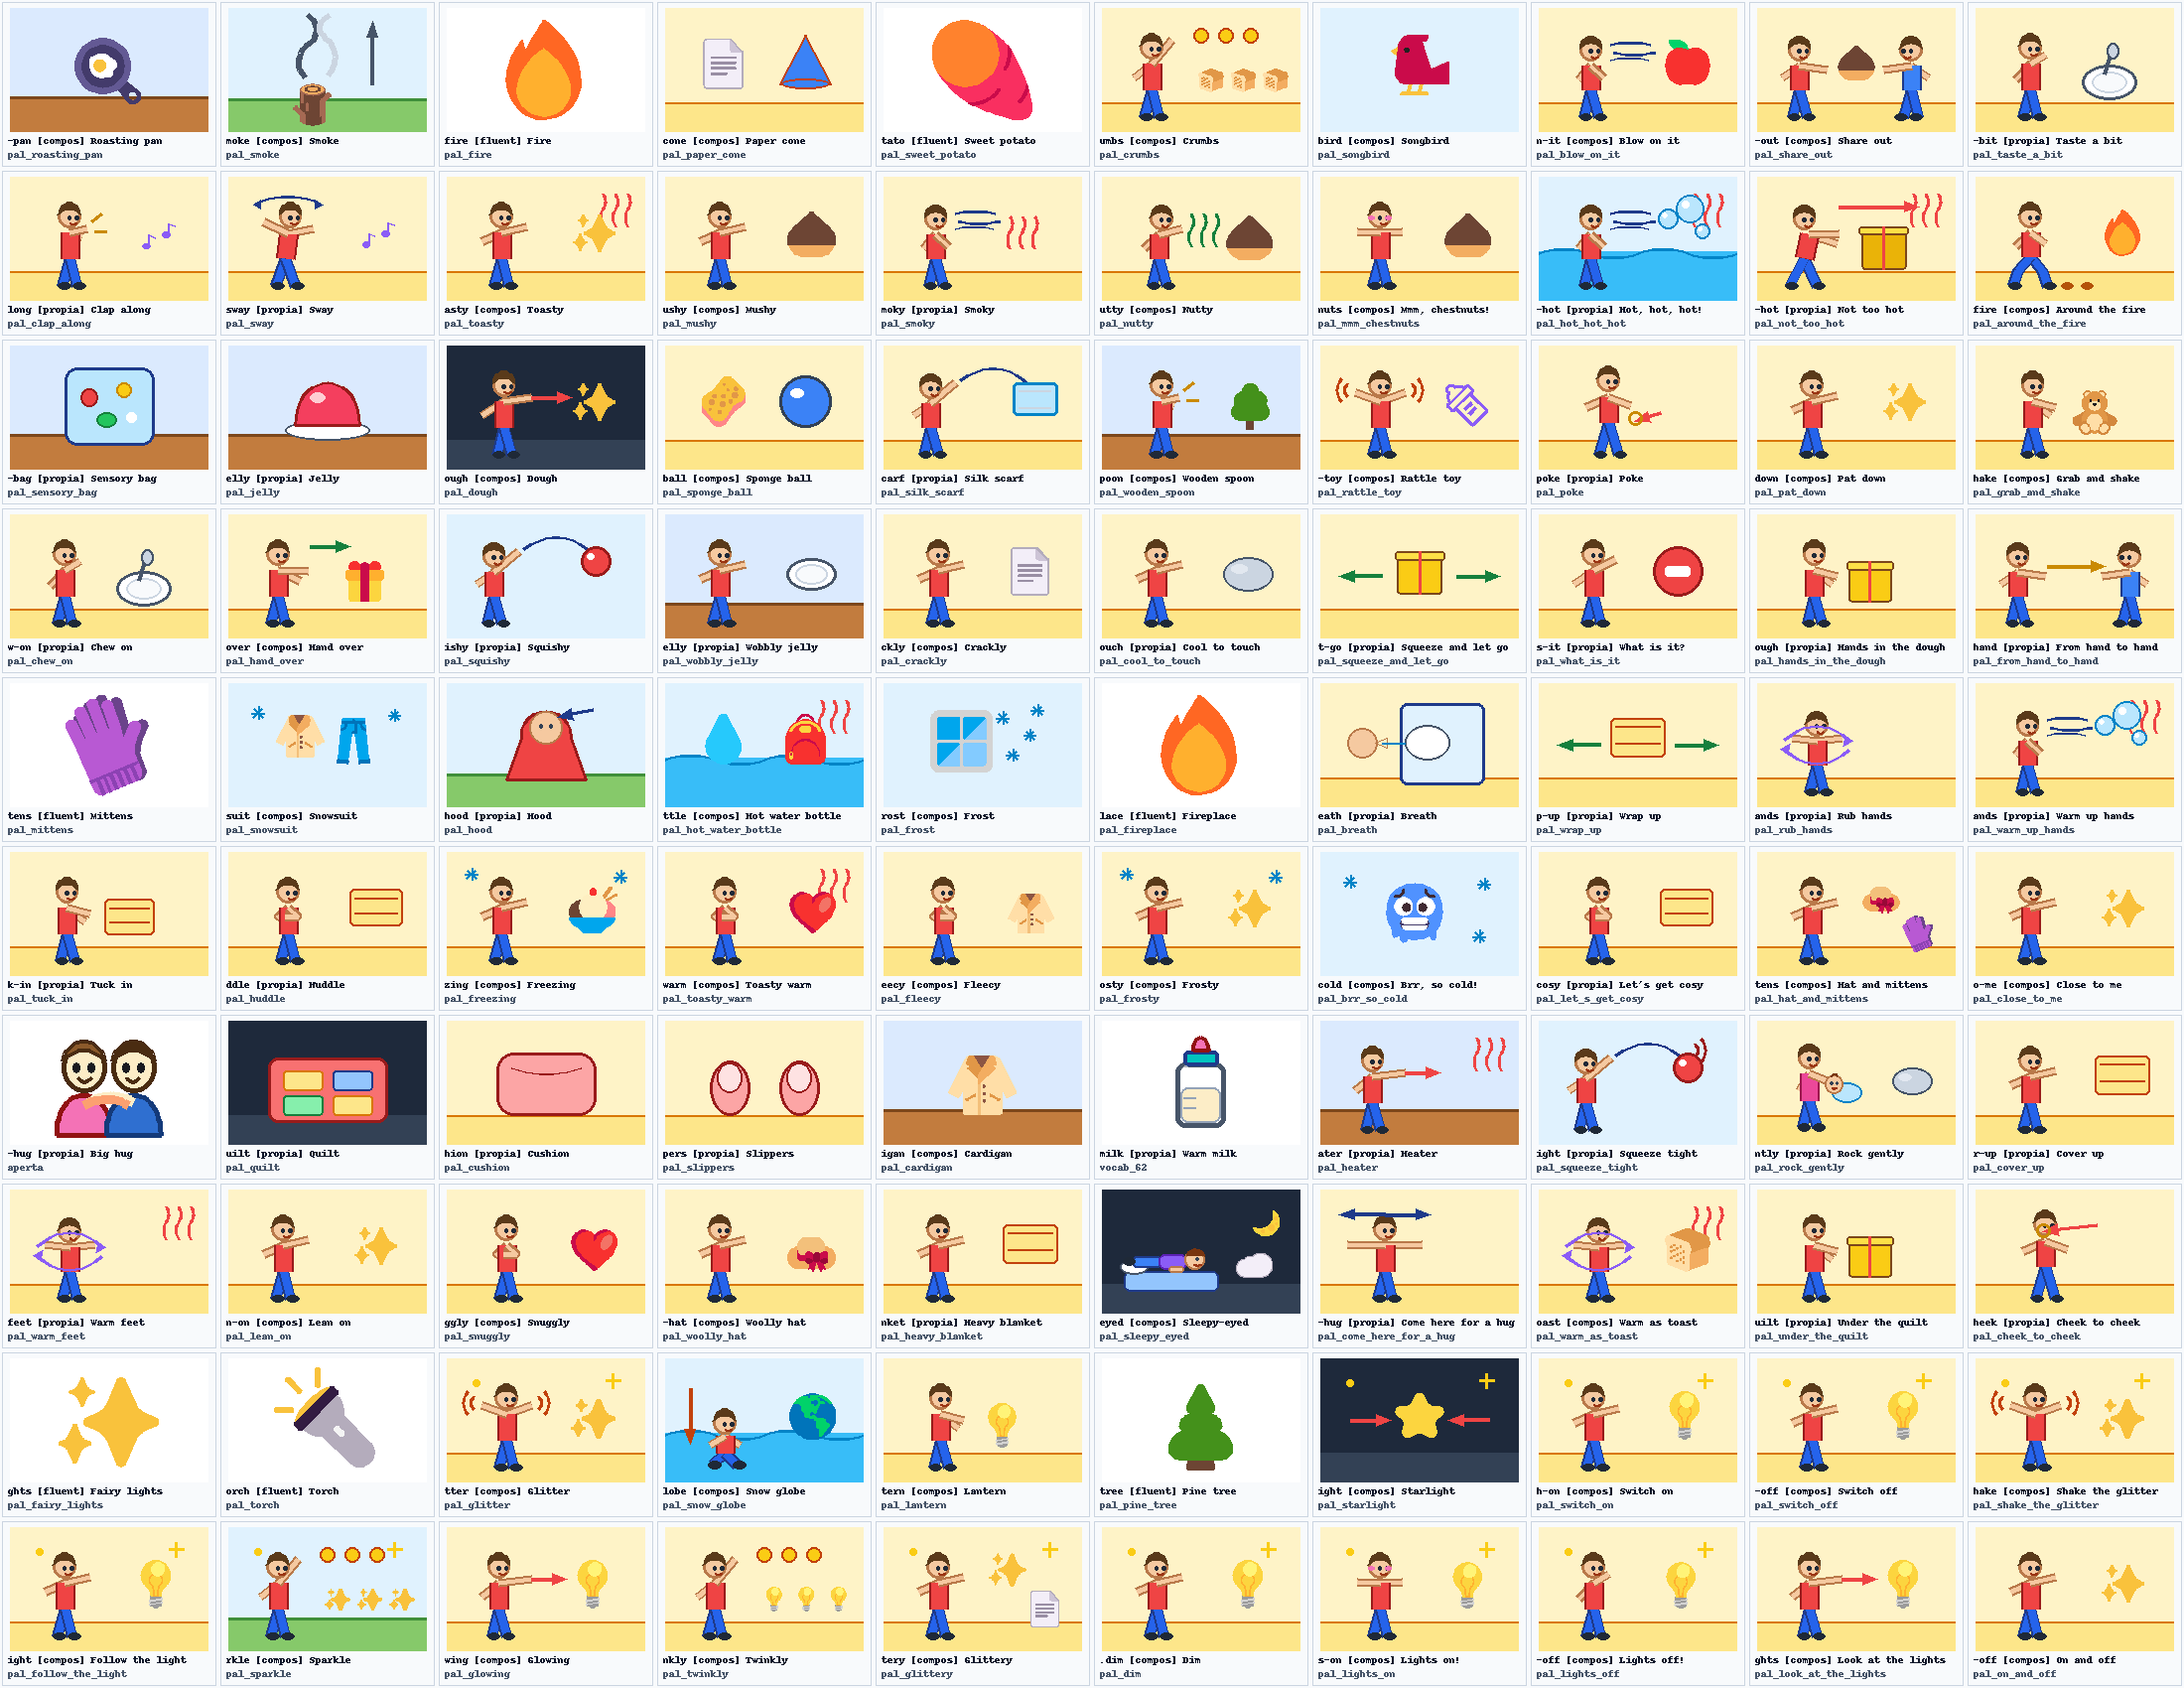 -pan [compos] Roasting pan
pal_roasting_pan
moke [compos] Smoke
pal_smoke
fire [fluent] Fire
pal_fire
cone [compos] Paper cone
pal_paper_cone
tato [fluent] Sweet potato
pal_sweet_potato
umbs [compos] Crumbs
pal_crumbs
bird [compos] Songbird
pal_songbird
n-it [compos] Blow on it
pal_blow_on_it
-out [compos] Share out
pal_share_out
-bit [propia] Taste a bit
pal_taste_a_bit
long [propia] Clap along
pal_clap_along
sway [propia] Sway
pal_sway
asty [compos] Toasty
pal_toasty
ushy [compos] Mushy
pal_mushy
moky [propia] Smoky
pal_smoky
utty [compos] Nutty
pal_nutty
nuts [compos] Mmm, chestnuts!
pal_mmm_chestnuts
-hot [propia] Hot, hot, hot!
pal_hot_hot_hot
-hot [propia] Not too hot
pal_not_too_hot
fire [compos] Around the fire
pal_around_the_fire
-bag [propia] Sensory bag
pal_sensory_bag
elly [propia] Jelly
pal_jelly
ough [compos] Dough
pal_dough
ball [compos] Sponge ball
pal_sponge_ball
carf [propia] Silk scarf
pal_silk_scarf
poon [compos] Wooden spoon
pal_wooden_spoon
-toy [compos] Rattle toy
pal_rattle_toy
poke [propia] Poke
pal_poke
down [compos] Pat down
pal_pat_down
hake [compos] Grab and shake
pal_grab_and_shake
w-on [propia] Chew on
pal_chew_on
over [compos] Hand over
pal_hand_over
ishy [propia] Squishy
pal_squishy
elly [propia] Wobbly jelly
pal_wobbly_jelly
ckly [compos] Crackly
pal_crackly
ouch [propia] Cool to touch
pal_cool_to_touch
t-go [propia] Squeeze and let go
pal_squeeze_and_let_go
s-it [propia] What is it?
pal_what_is_it
ough [propia] Hands in the dough
pal_hands_in_the_dough
hand [propia] From hand to hand
pal_from_hand_to_hand
tens [fluent] Mittens
pal_mittens
suit [compos] Snowsuit
pal_snowsuit
hood [propia] Hood
pal_hood
ttle [compos] Hot water bottle
pal_hot_water_bottle
rost [compos] Frost
pal_frost
lace [fluent] Fireplace
pal_fireplace
eath [propia] Breath
pal_breath
p-up [propia] Wrap up
pal_wrap_up
ands [propia] Rub hands
pal_rub_hands
ands [propia] Warm up hands
pal_warm_up_hands
k-in [propia] Tuck in
pal_tuck_in
ddle [propia] Huddle
pal_huddle
zing [compos] Freezing
pal_freezing
warm [compos] Toasty warm
pal_toasty_warm
eecy [compos] Fleecy
pal_fleecy
osty [compos] Frosty
pal_frosty
cold [compos] Brr, so cold!
pal_brr_so_cold
cosy [propia] Let's get cosy
pal_let_s_get_cosy
tens [compos] Hat and mittens
pal_hat_and_mittens
o-me [compos] Close to me
pal_close_to_me
-hug [propia] Big hug
aperta
uilt [propia] Quilt
pal_quilt
hion [propia] Cushion
pal_cushion
pers [propia] Slippers
pal_slippers
igan [compos] Cardigan
pal_cardigan
milk [propia] Warm milk
vocab_62
ater [propia] Heater
pal_heater
ight [propia] Squeeze tight
pal_squeeze_tight
ntly [propia] Rock gently
pal_rock_gently
r-up [propia] Cover up
pal_cover_up
feet [propia] Warm feet
pal_warm_feet
n-on [compos] Lean on
pal_lean_on
ggly [compos] Snuggly
pal_snuggly
-hat [compos] Woolly hat
pal_woolly_hat
nket [propia] Heavy blanket
pal_heavy_blanket
eyed [compos] Sleepy-eyed
pal_sleepy_eyed
-hug [propia] Come here for a hug
pal_come_here_for_a_hug
oast [compos] Warm as toast
pal_warm_as_toast
uilt [propia] Under the quilt
pal_under_the_quilt
heek [propia] Cheek to cheek
pal_cheek_to_cheek
ghts [fluent] Fairy lights
pal_fairy_lights
orch [fluent] Torch
pal_torch
tter [compos] Glitter
pal_glitter
lobe [compos] Snow globe
pal_snow_globe
tern [compos] Lantern
pal_lantern
tree [fluent] Pine tree
pal_pine_tree
ight [compos] Starlight
pal_starlight
h-on [compos] Switch on
pal_switch_on
-off [compos] Switch off
pal_switch_off
hake [compos] Shake the glitter
pal_shake_the_glitter
ight [compos] Follow the light
pal_follow_the_light
rkle [compos] Sparkle
pal_sparkle
wing [compos] Glowing
pal_glowing
nkly [compos] Twinkly
pal_twinkly
tery [compos] Glittery
pal_glittery
.dim [compos] Dim
pal_dim
s-on [compos] Lights on!
pal_lights_on
-off [compos] Lights off!
pal_lights_off
ghts [compos] Look at the lights
pal_look_at_the_lights
-off [compos] On and off
pal_on_and_off